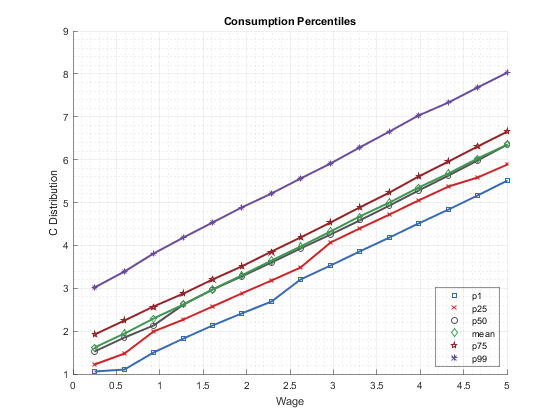 Consumption Percentiles
9
8
7
6
5
4
3
2
1
C Distribution
0 0.5 1 1.5 2 2.5 3 3.5 4 4.5 5
Wage
p1
p25
p50
mean
p75
p99